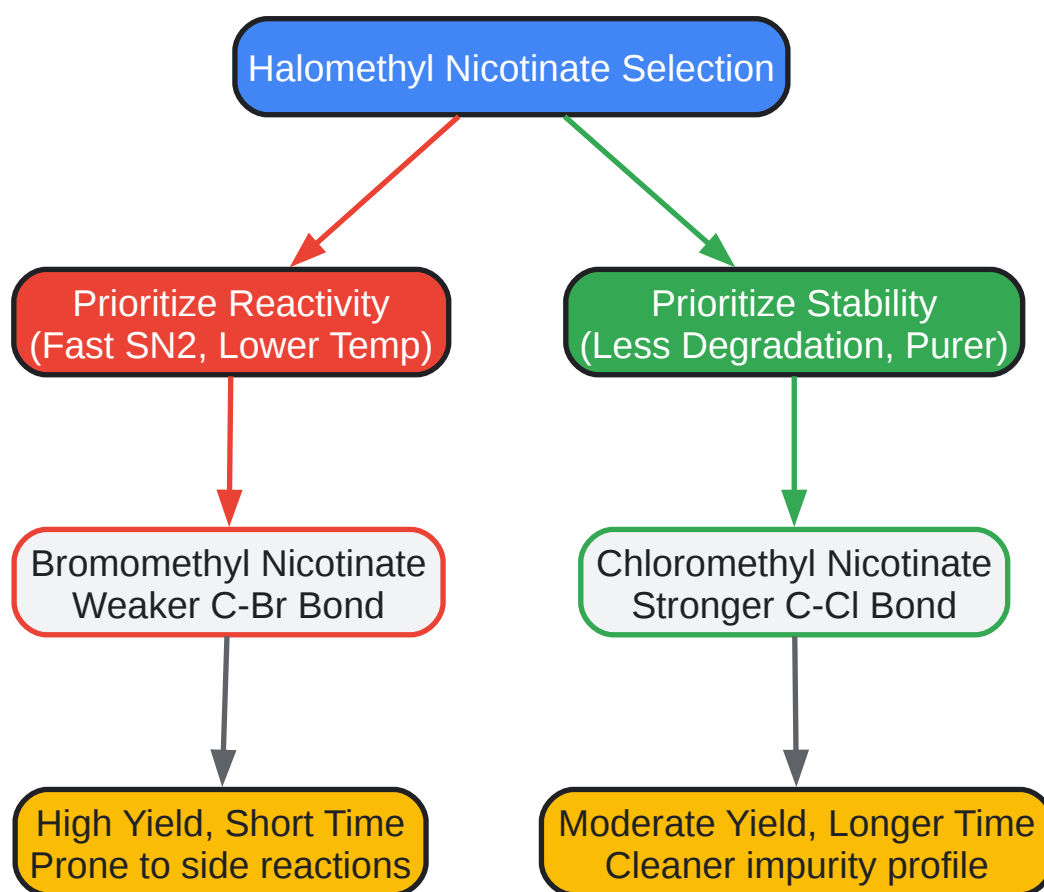 Halomethyl Nicotinate Selection
Prioritize Reactivity
(Fast SN2, Lower Temp)
Prioritize Stability
(Less Degradation, Purer)
Bromomethyl Nicotinate
Weaker C-Br Bond
Chloromethyl Nicotinate
Stronger C-Cl Bond
High Yield, Short Time
Prone to side reactions
Moderate Yield, Longer Time
Cleaner impurity profile